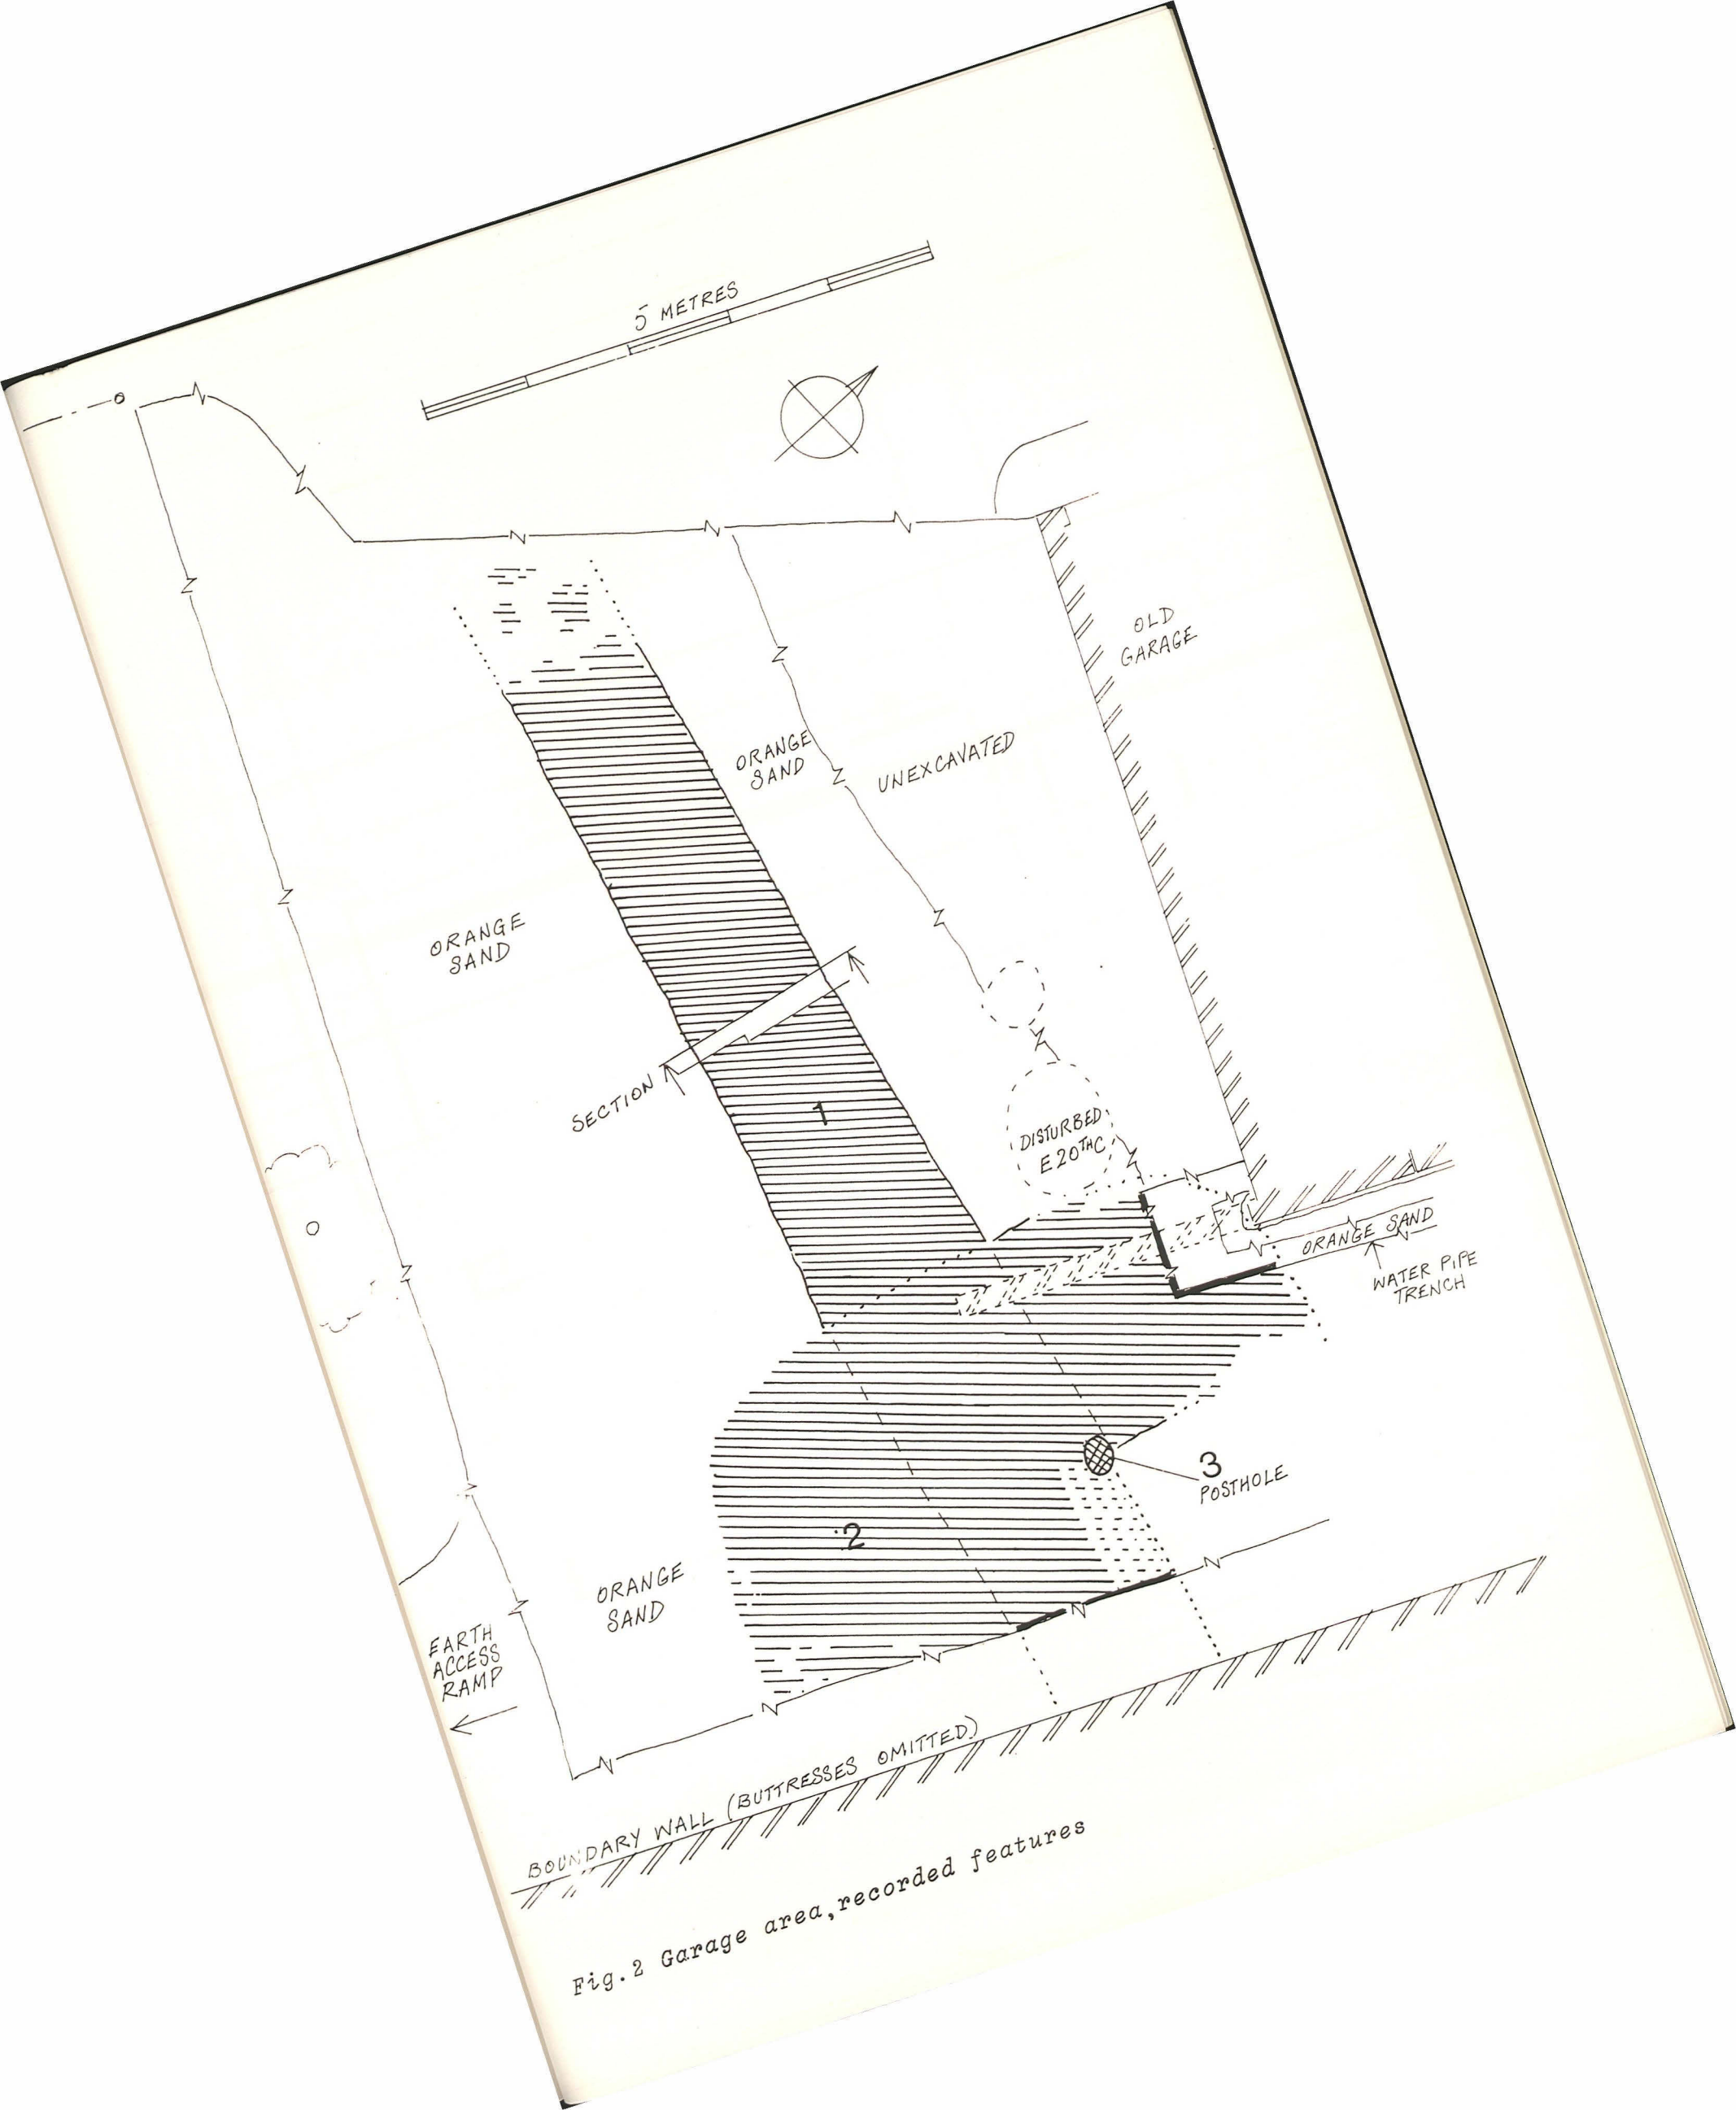 5 METRES
OLD
GARAGE
ORANGE
SAND
UNEXCAVATED
ORANGE
SAND
SECTION
1
DISTURBED
E 20THC
ORANGE SAND
WATER PIPE
TRENCH
3
POSTHOLE
2
ORANGE
SAND
EARTH
ACCESS
RAMP
BOUNDARY WALL (BUTTRESSES OMITTED)
Fig.2 Garage area,recorded features